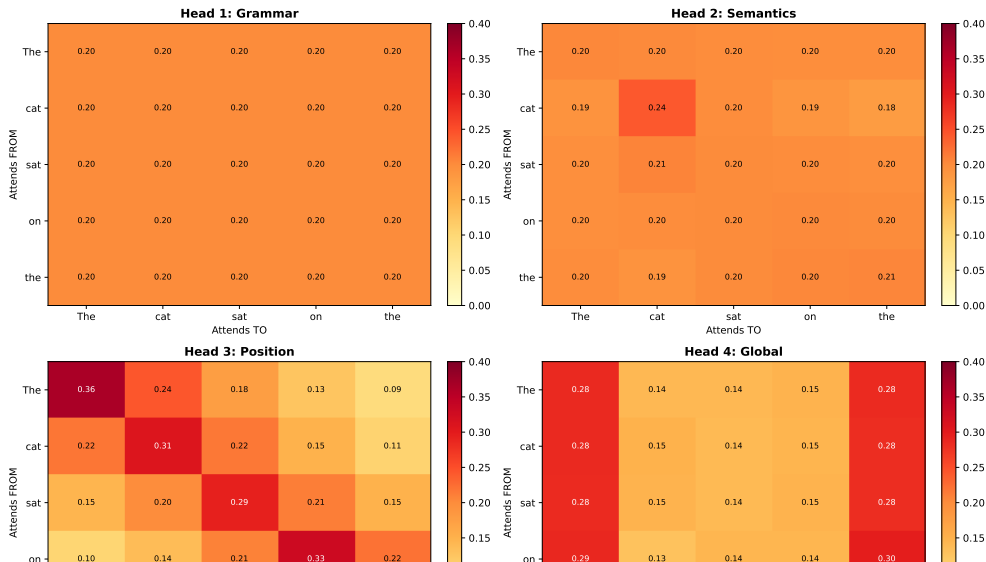 Head 1: Grammar
The 0.20 0.20 0.20 0.20 0.20
cat 0.20 0.20 0.20 0.20 0.20
sat 0.20 0.20 0.20 0.20 0.20
on 0.20 0.20 0.20 0.20 0.20
the 0.20 0.20 0.20 0.20 0.20
The cat sat on the
Attends TO
Attends FROM
0.40
0.35
0.30
0.25
0.20
0.15
0.10
0.05
0.00
Head 2: Semantics
The 0.20 0.20 0.20 0.20 0.20
cat 0.19 0.24 0.20 0.19 0.18
sat 0.20 0.21 0.20 0.20 0.20
on 0.20 0.20 0.20 0.20 0.20
the 0.20 0.19 0.20 0.20 0.21
The cat sat on the
Attends TO
Attends FROM
0.40
0.35
0.30
0.25
0.20
0.15
0.10
0.05
0.00
Head 3: Position
The 0.36 0.24 0.18 0.13 0.09
cat 0.22 0.31 0.22 0.15 0.11
sat 0.15 0.20 0.29 0.21 0.15
on 0.10 0.14 0.21 0.33 0.22
Attends FROM
0.40
0.35
0.30
0.25
0.20
0.15
Head 4: Global
The 0.28 0.14 0.14 0.15 0.28
cat 0.28 0.15 0.14 0.15 0.28
sat 0.28 0.15 0.14 0.15 0.28
on 0.29 0.13 0.14 0.14 0.30
Attends FROM
0.40
0.35
0.30
0.25
0.20
0.15